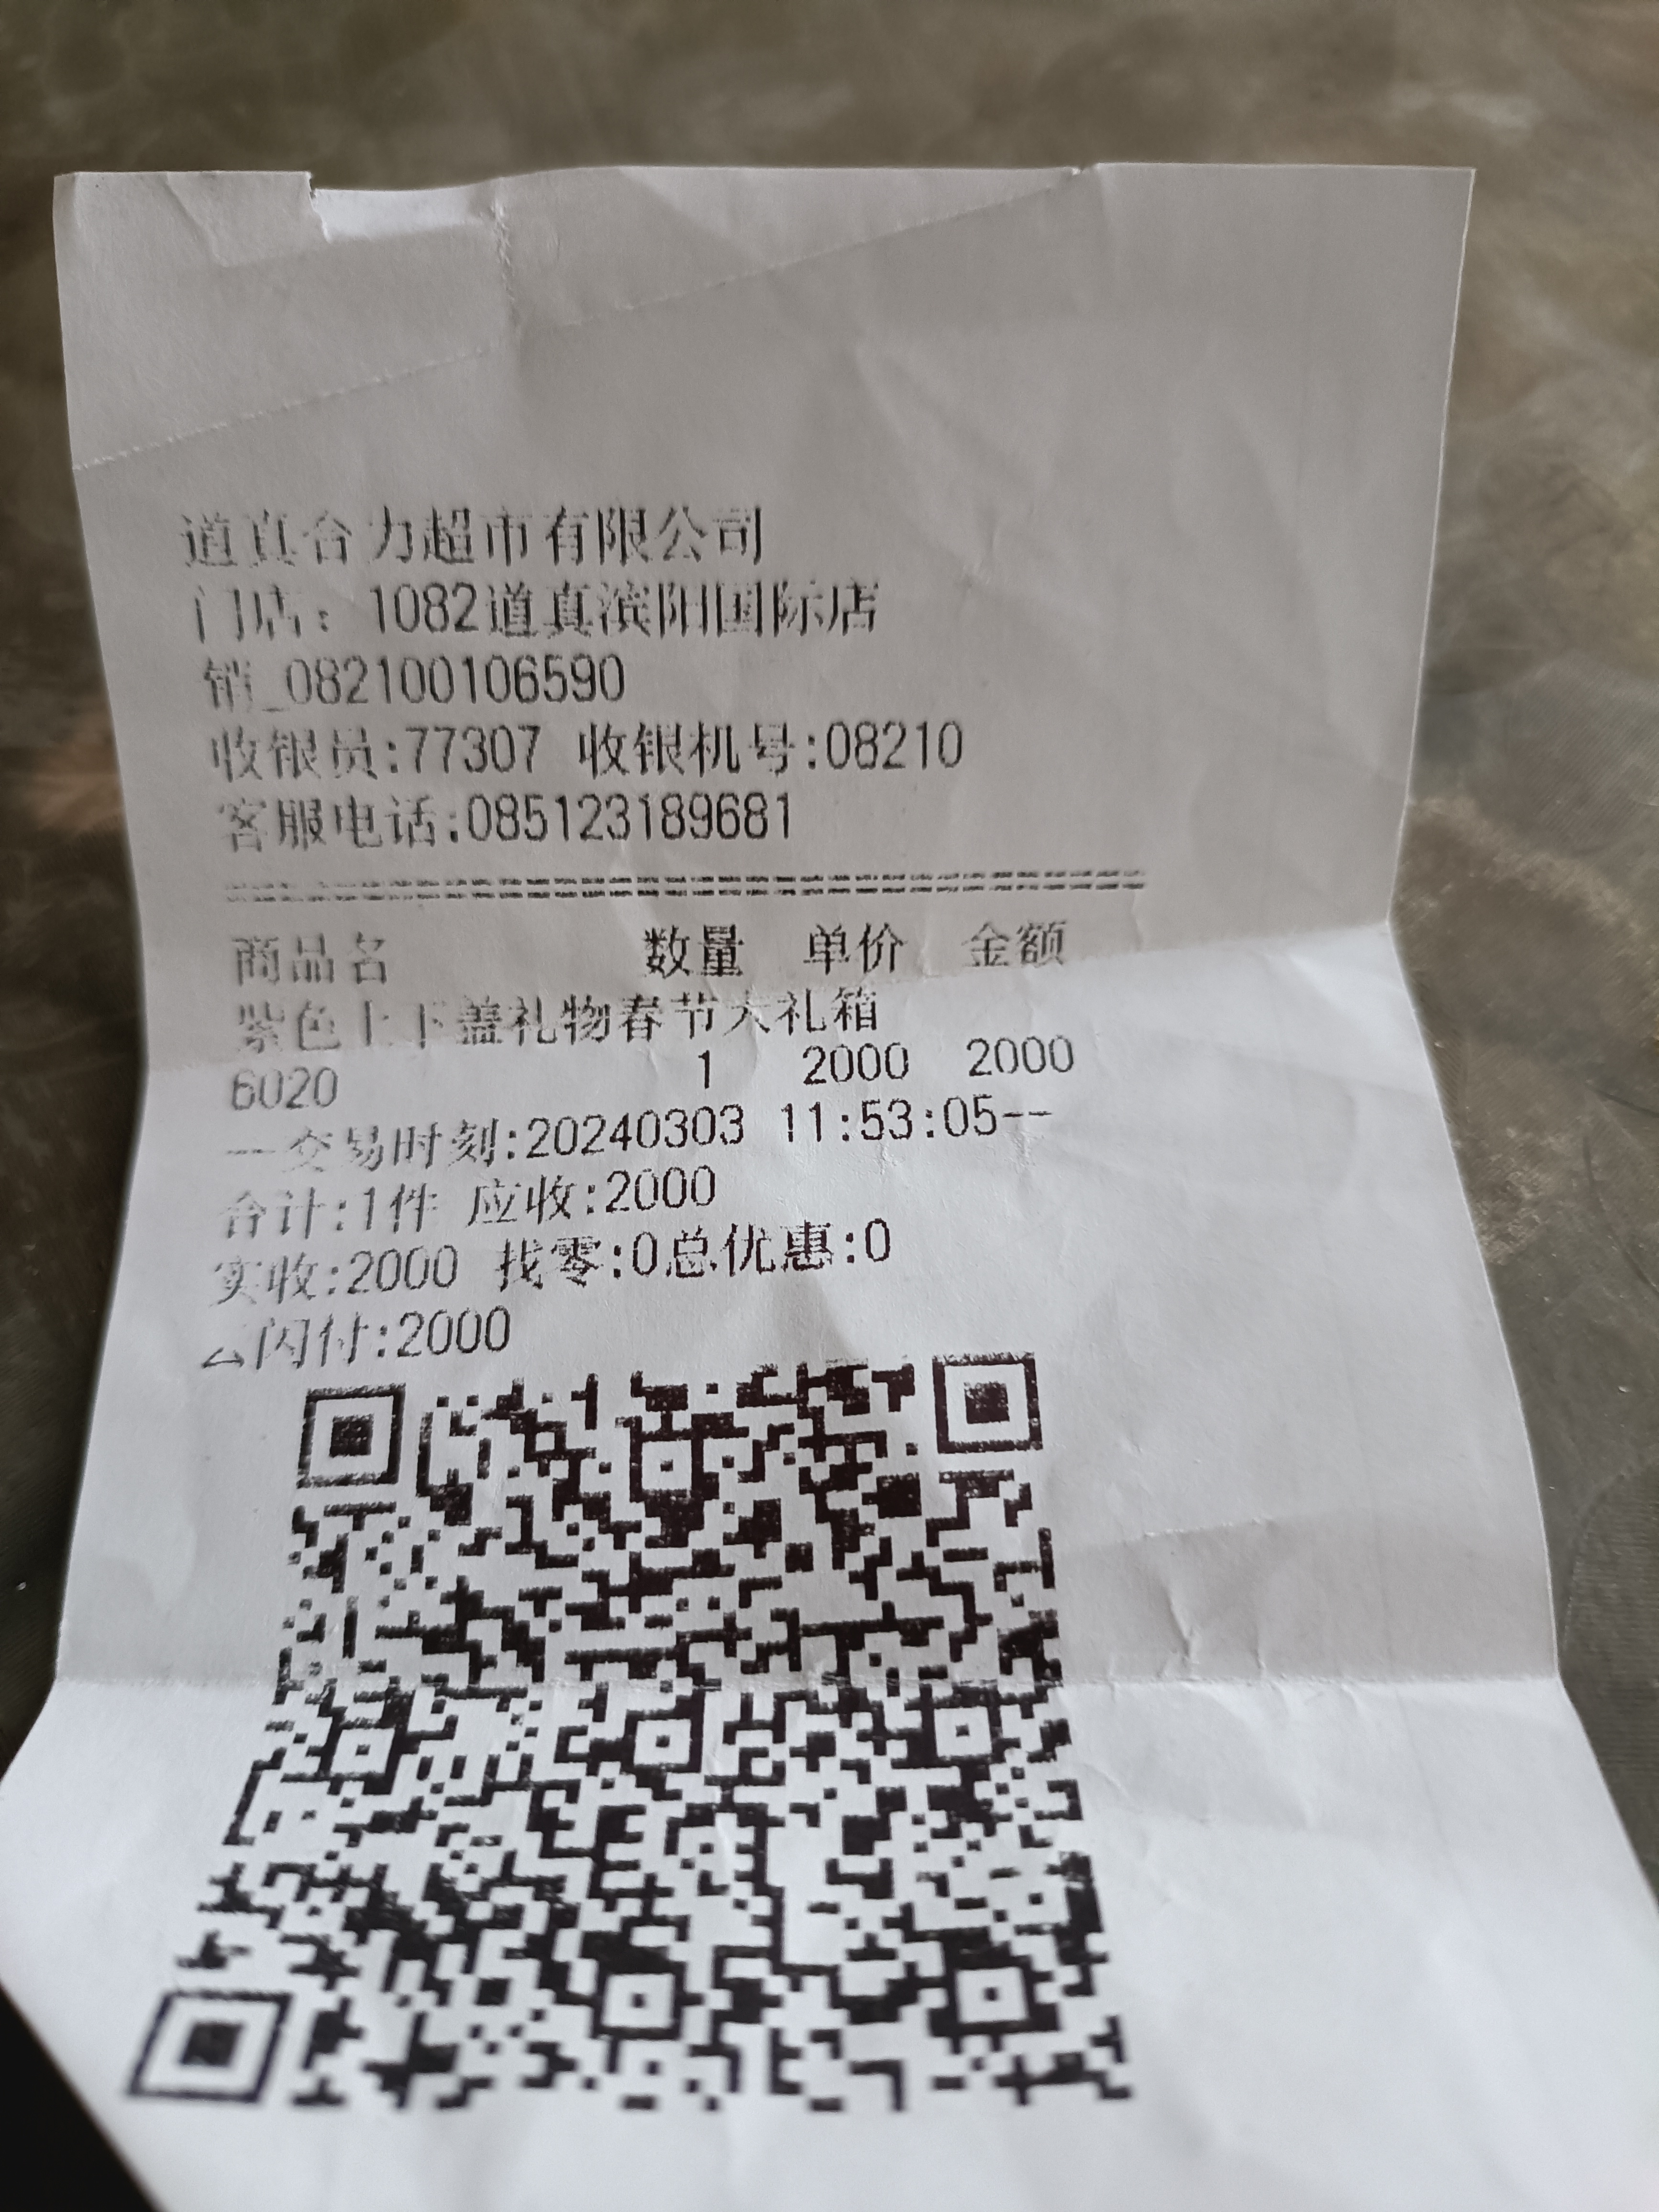 道真合力超市有限公司
门店：1082道真滨阳国际店
销_082100106590
收银员:77307 收银机号:08210
客服电话:085123189681
商品名 数量 单价 金额
紫色上下盖礼物春节大礼箱
6020 1 2000 2000
--交易时刻:20240303 11:53:05--
合计:1件 应收:2000
实收:2000 找零:0总优惠:0
云闪付:2000